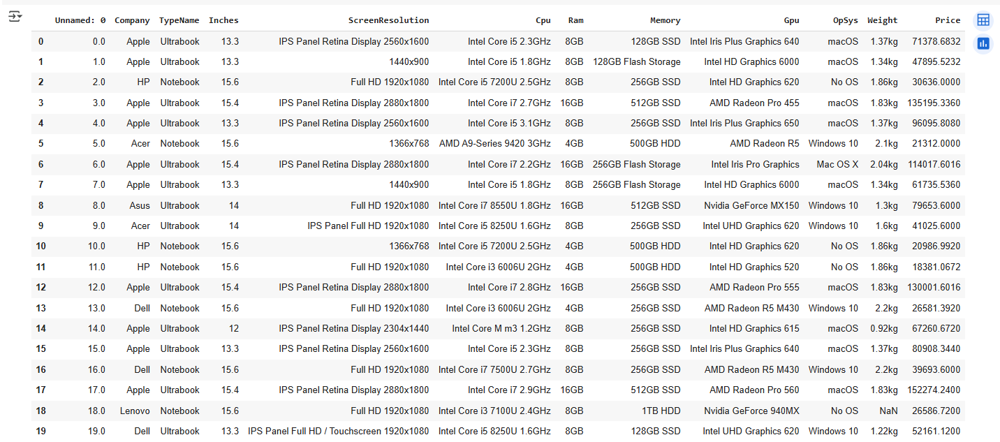 Unnamed: 0 Company TypeName Inches ScreenResolution Cpu Ram Memory Gpu OpSys Weight Price
0 0.0 Apple Ultrabook 13.3 IPS Panel Retina Display 2560x1600 Intel Core i5 2.3GHz 8GB 128GB SSD Intel Iris Plus Graphics 640 macOS 1.37kg 71378.6832
1 1.0 Apple Ultrabook 13.3 1440x900 Intel Core i5 1.8GHz 8GB 128GB Flash Storage Intel HD Graphics 6000 macOS 1.34kg 47895.5232
2 2.0 HP Notebook 15.6 Full HD 1920x1080 Intel Core i5 7200U 2.5GHz 8GB 256GB SSD Intel HD Graphics 620 No OS 1.86kg 30636.0000
3 3.0 Apple Ultrabook 15.4 IPS Panel Retina Display 2880x1800 Intel Core i7 2.7GHz 16GB 512GB SSD AMD Radeon Pro 455 macOS 1.83kg 135195.3360
4 4.0 Apple Ultrabook 13.3 IPS Panel Retina Display 2560x1600 Intel Core i5 3.1GHz 8GB 256GB SSD Intel Iris Plus Graphics 650 macOS 1.37kg 96095.8080
5 5.0 Acer Notebook 15.6 1366x768 AMD A9-Series 9420 3GHz 4GB 500GB HDD AMD Radeon R5 Windows 10 2.1kg 21312.0000
6 6.0 Apple Ultrabook 15.4 IPS Panel Retina Display 2880x1800 Intel Core i7 2.2GHz 16GB 256GB Flash Storage Intel Iris Pro Graphics Mac OS X 2.04kg 114017.6016
7 7.0 Apple Ultrabook 13.3 1440x900 Intel Core i5 1.8GHz 8GB 256GB Flash Storage Intel HD Graphics 6000 macOS 1.34kg 61735.5360
8 8.0 Asus Ultrabook 14 Full HD 1920x1080 Intel Core i7 8550U 1.8GHz 16GB 512GB SSD Nvidia GeForce MX150 Windows 10 1.3kg 79653.6000
9 9.0 Acer Ultrabook 14 IPS Panel Full HD 1920x1080 Intel Core i5 8250U 1.6GHz 8GB 256GB SSD Intel UHD Graphics 620 Windows 10 1.6kg 41025.6000
10 10.0 HP Notebook 15.6 1366x768 Intel Core i5 7200U 2.5GHz 4GB 500GB HDD Intel HD Graphics 620 No OS 1.86kg 20986.9920
11 11.0 HP Notebook 15.6 Full HD 1920x1080 Intel Core i3 6006U 2GHz 4GB 500GB HDD Intel HD Graphics 520 No OS 1.86kg 18381.0672
12 12.0 Apple Ultrabook 15.4 IPS Panel Retina Display 2880x1800 Intel Core i7 2.8GHz 16GB 256GB SSD AMD Radeon Pro 555 macOS 1.83kg 130001.6016
13 13.0 Dell Notebook 15.6 Full HD 1920x1080 Intel Core i3 6006U 2GHz 4GB 256GB SSD AMD Radeon R5 M430 Windows 10 2.2kg 26581.3920
14 14.0 Apple Ultrabook 12 IPS Panel Retina Display 2304x1440 Intel Core M m3 1.2GHz 8GB 256GB SSD Intel HD Graphics 615 macOS 0.92kg 67260.6720
15 15.0 Apple Ultrabook 13.3 IPS Panel Retina Display 2560x1600 Intel Core i5 2.3GHz 8GB 256GB SSD Intel Iris Plus Graphics 640 macOS 1.37kg 80908.3440
16 16.0 Dell Notebook 15.6 Full HD 1920x1080 Intel Core i7 7500U 2.7GHz 8GB 256GB SSD AMD Radeon R5 M430 Windows 10 2.2kg 39693.6000
17 17.0 Apple Ultrabook 15.4 IPS Panel Retina Display 2880x1800 Intel Core i7 2.9GHz 16GB 512GB SSD AMD Radeon Pro 560 macOS 1.83kg 152274.2400
18 18.0 Lenovo Notebook 15.6 Full HD 1920x1080 Intel Core i3 7100U 2.4GHz 8GB 1TB HDD Nvidia GeForce 940MX No OS NaN 26586.7200
19 19.0 Dell Ultrabook 13.3 IPS Panel Full HD / Touchscreen 1920x1080 Intel Core i5 8250U 1.6GHz 8GB 128GB SSD Intel UHD Graphics 620 Windows 10 1.22kg 52161.1200